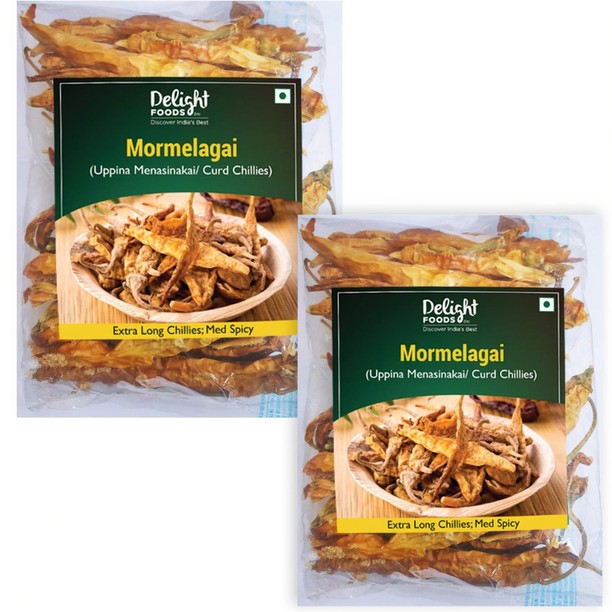 Delight
FOODS
Discover India's Best
Mormelagai
(Uppina Menasinakai/ Curd Chillies)
Extra Long Chillies; Med Spicy
Delight
FOODS
Discover India's Best
Mormelagai
(Uppina Menasinakai/ Curd Chillies)
Extra Long Chillies; Med Spicy